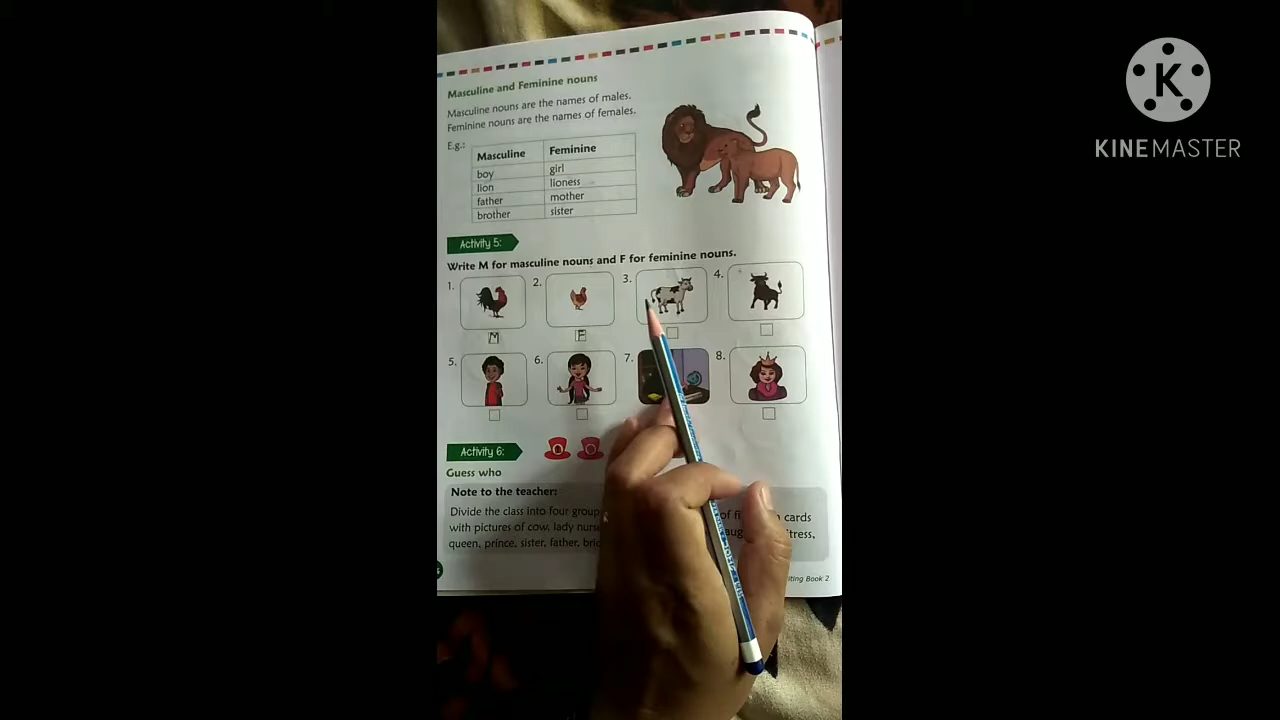 K
KINEMASTER
Masculine and Feminine nouns
Masculine nouns are the names of males.
Feminine nouns are the names of females.
E.g.:
Masculine Feminine
boy girl
lion lioness
father mother
brother sister
Activity 5:
Write M for masculine nouns and F for feminine nouns.
1. 2. 3. 4.
M F
5. 6. 7. 8.
Activity 6:
Guess who
Note to the teacher:
Divide the class into four group of cards
with pictures of cow, lady nurse
queen, prince, sister, father,
Book 2